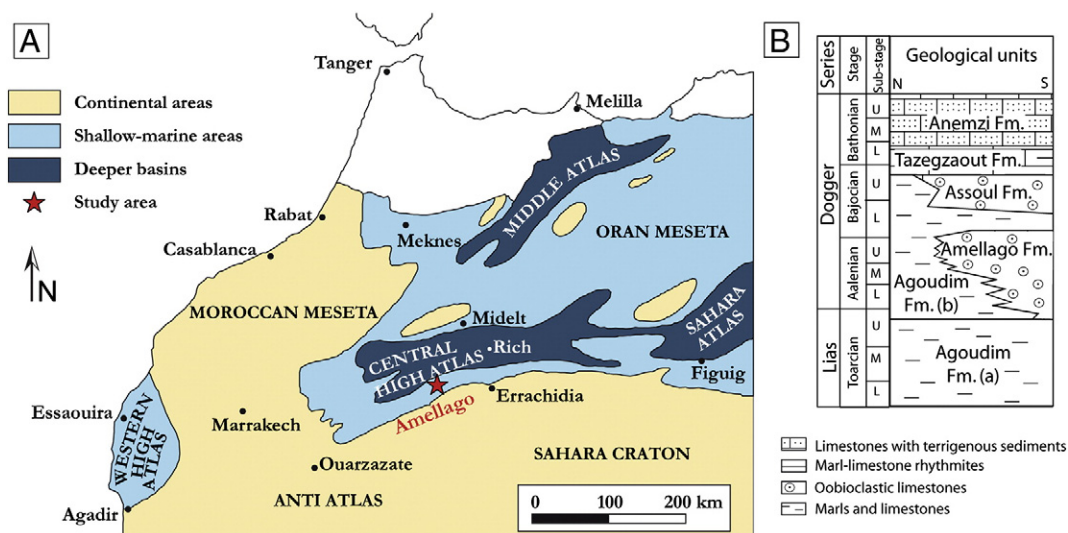 A
Continental areas
Shallow-marine areas
Deeper basins
Study area
N
Tanger
Melilla
MIDDLE ATLAS
Rabat
Meknes
ORAN MESETA
Casablanca
MOROCCAN MESETA
Midelt
SAHARA
ATLAS
CENTRAL
HIGH ATLAS
Rich
Figuig
Essaouira
Errachidia
Amellago
Marrakech
WESTERN
HIGH
ATLAS
Ouarzazate
SAHARA CRATON
ANTI ATLAS
Agadir
0 100 200 km
B
Series
Stage
Sub-stage
Geological units
N S
Dogger
Bathonian
U
M
L
Anemzi Fm.
Tazegzaout Fm.
Bajocian
U
L
Assoul Fm.
Aalenian
U
M
L
Amellago Fm.
Agoudim
Fm. (b)
Lias
Toarcian
U
M
L
Agoudim
Fm. (a)
Limestones with terrigenous sediments
Marl-limestone rhythmites
Oobioclastic limestones
Marls and limestones